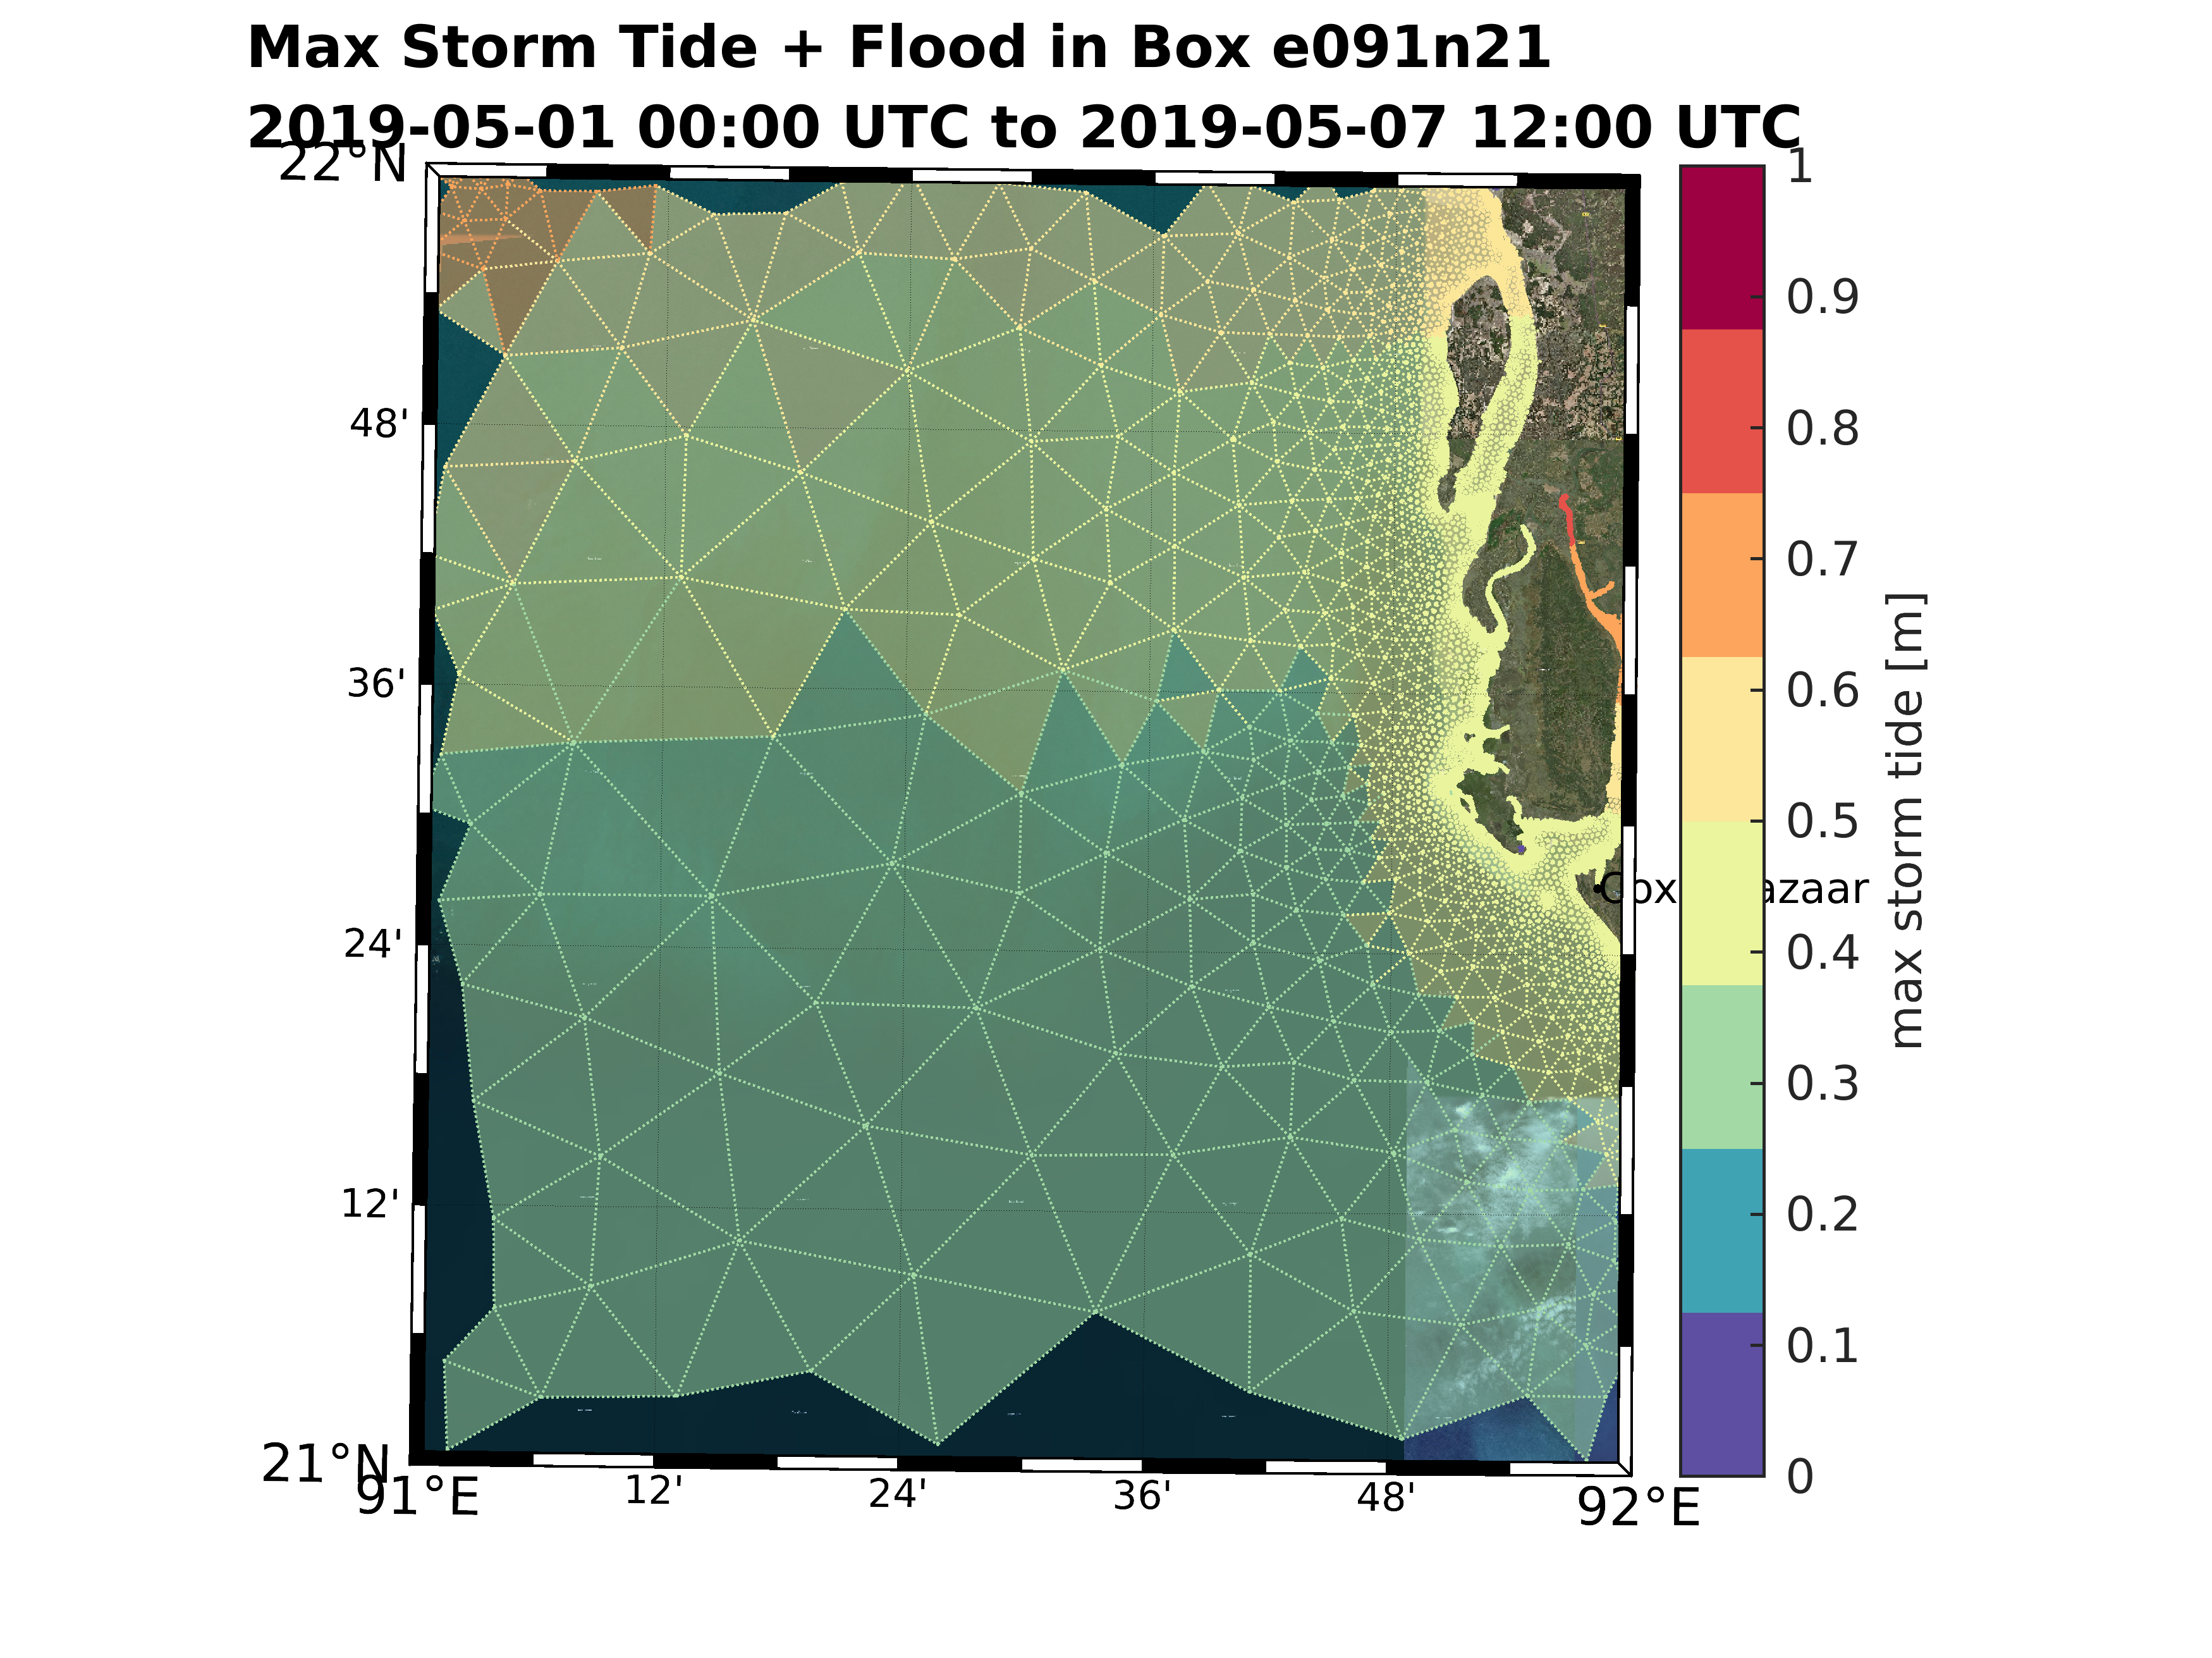 Max Storm Tide + Flood in Box e091n21
2019-05-01 00:00 UTC to 2019-05-07 12:00 UTC
22°N
48'
36'
24'
12'
21°N
91°E
12'
24'
36'
48'
92°E
Cox azaar
1
0.9
0.8
0.7
0.6
0.5
0.4
0.3
0.2
0.1
0
max storm tide [m]